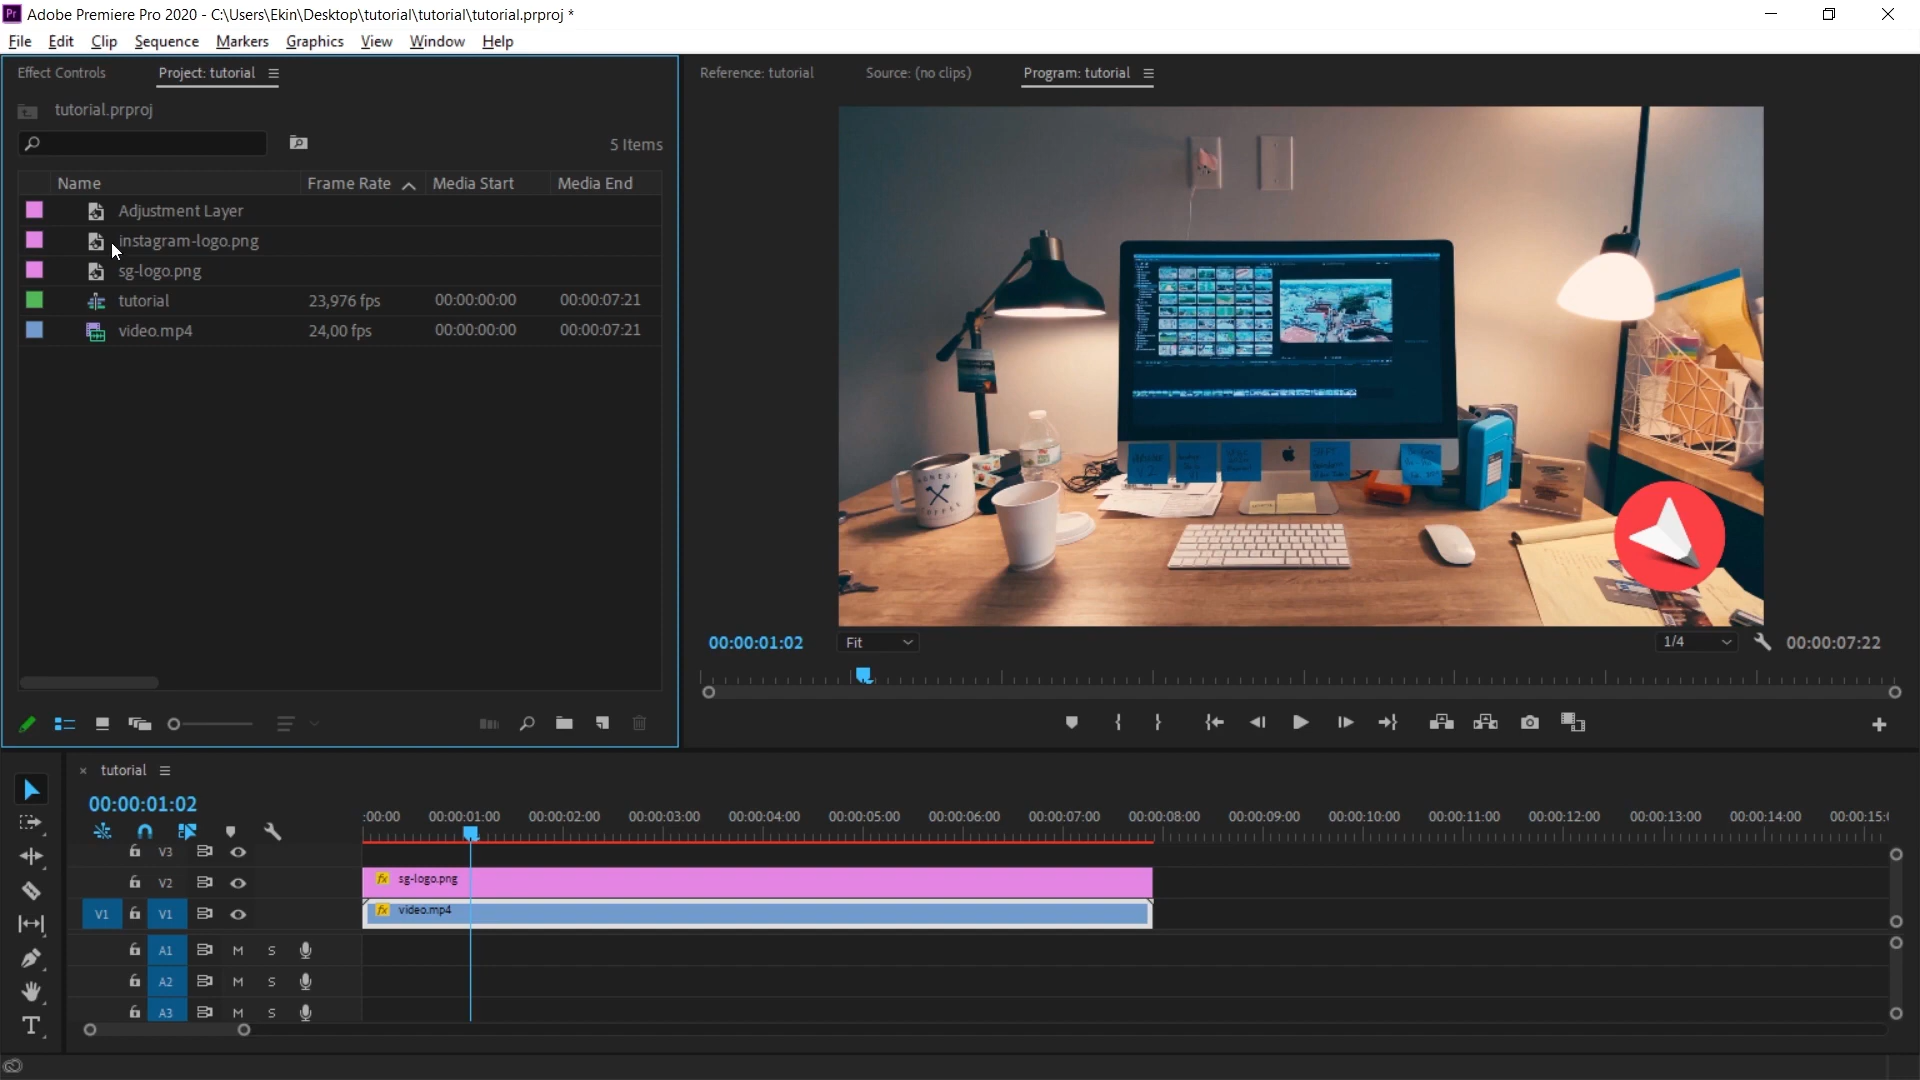 Adobe Premiere Pro 2020 - C:\Users\Ekin\Desktop\tutorial\tutorial\tutorial.prproj *
File Edit Clip Sequence Markers Graphics View Window Help
Effect Controls Project: tutorial
Reference: tutorial Source: (no clips) Program: tutorial
tutorial.prproj
5 Items
Name Frame Rate Media Start Media End
Adjustment Layer
instagram-logo.png
sg-logo.png
tutorial 23,976 fps 00:00:00:00 00:00:07:21
video.mp4 24,00 fps 00:00:00:00 00:00:07:21
COFFEE
00:00:01:02 Fit 1/4 00:00:07:22
tutorial
00:00:01:02
:00:00 00:00:01:00 00:00:02:00 00:00:03:00 00:00:04:00 00:00:05:00 00:00:06:00 00:00:07:00 00:00:08:00 00:00:09:00 00:00:10:00 00:00:11:00 00:00:12:00 00:00:13:00 00:00:14:00 00:00:15:
V3
V2 fx sg-logo.png
V1 V1 fx video.mp4
A1 M S
A2 M S
A3 M S